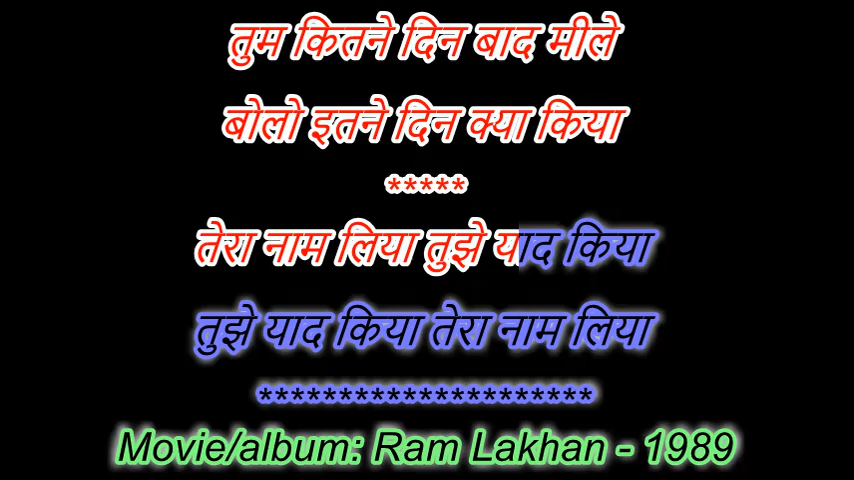 तुम कितने दिन बाद मीले
बोलो इतने दिन क्या किया
*****
तेरा नाम लिया तुझे याद किया
तुझे याद किया तेरा नाम लिया
*********************
Movie/album: Ram Lakhan - 1989